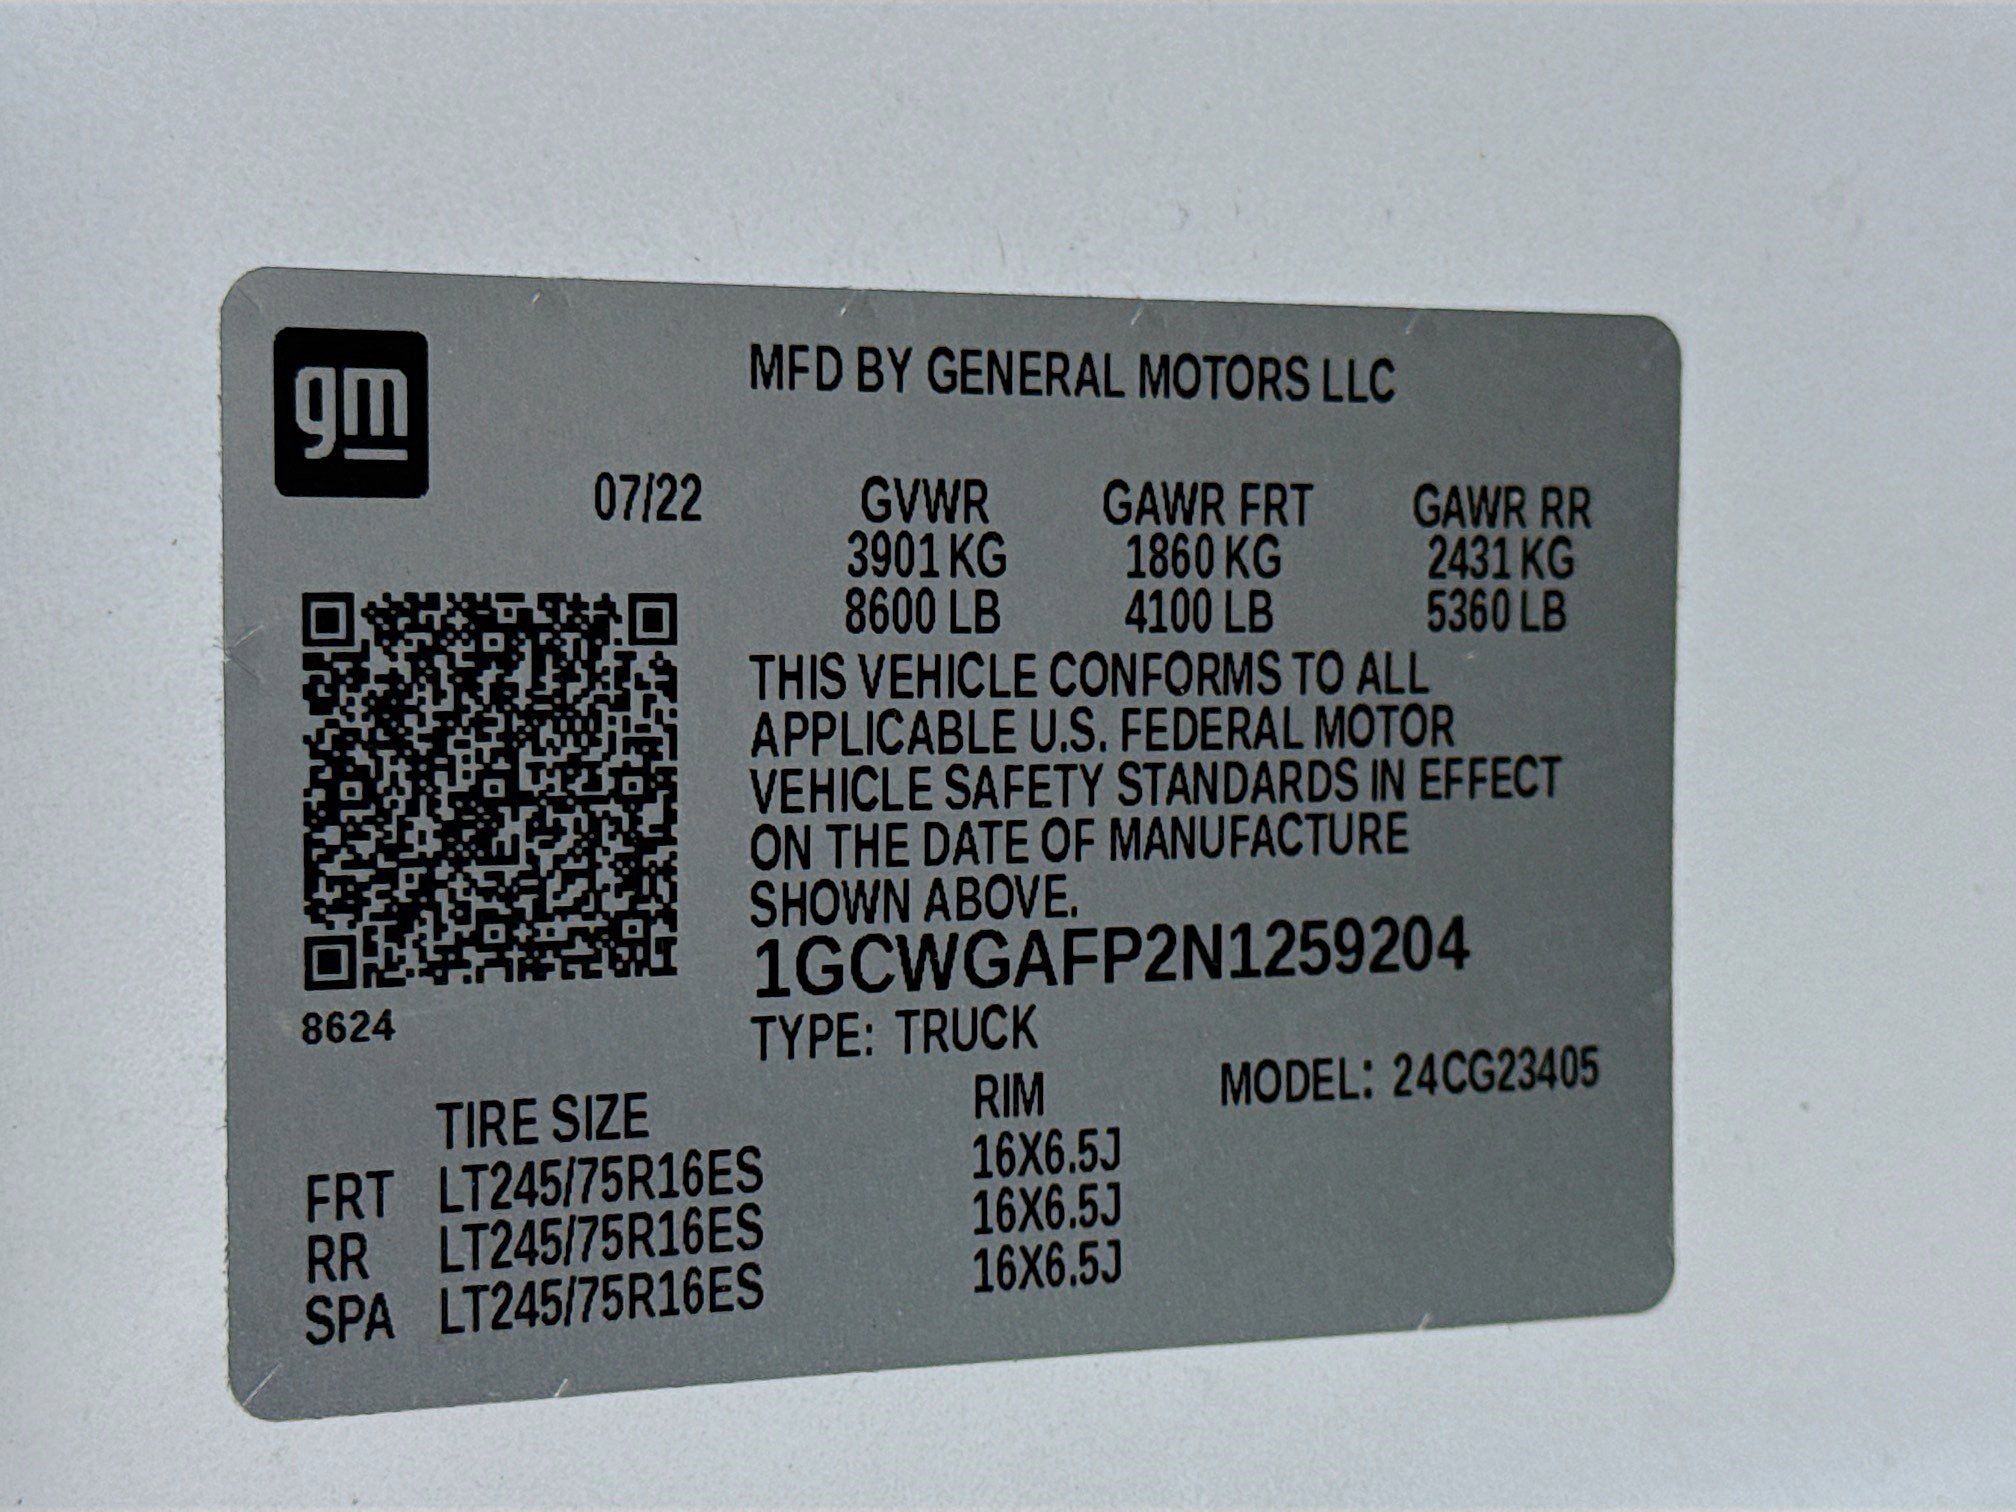 gm
MFD BY GENERAL MOTORS LLC
07/22 GVWR GAWR FRT GAWR RR
3901 KG 1860 KG 2431 KG
8600 LB 4100 LB 5360 LB
THIS VEHICLE CONFORMS TO ALL
APPLICABLE U.S. FEDERAL MOTOR
VEHICLE SAFETY STANDARDS IN EFFECT
ON THE DATE OF MANUFACTURE
SHOWN ABOVE.
1GCWGAFP2N1259204
8624
TYPE: TRUCK
MODEL: 24CG23405
TIRE SIZE RIM
FRT LT245/75R16ES 16X6.5J
RR LT245/75R16ES 16X6.5J
SPA LT245/75R16ES 16X6.5J